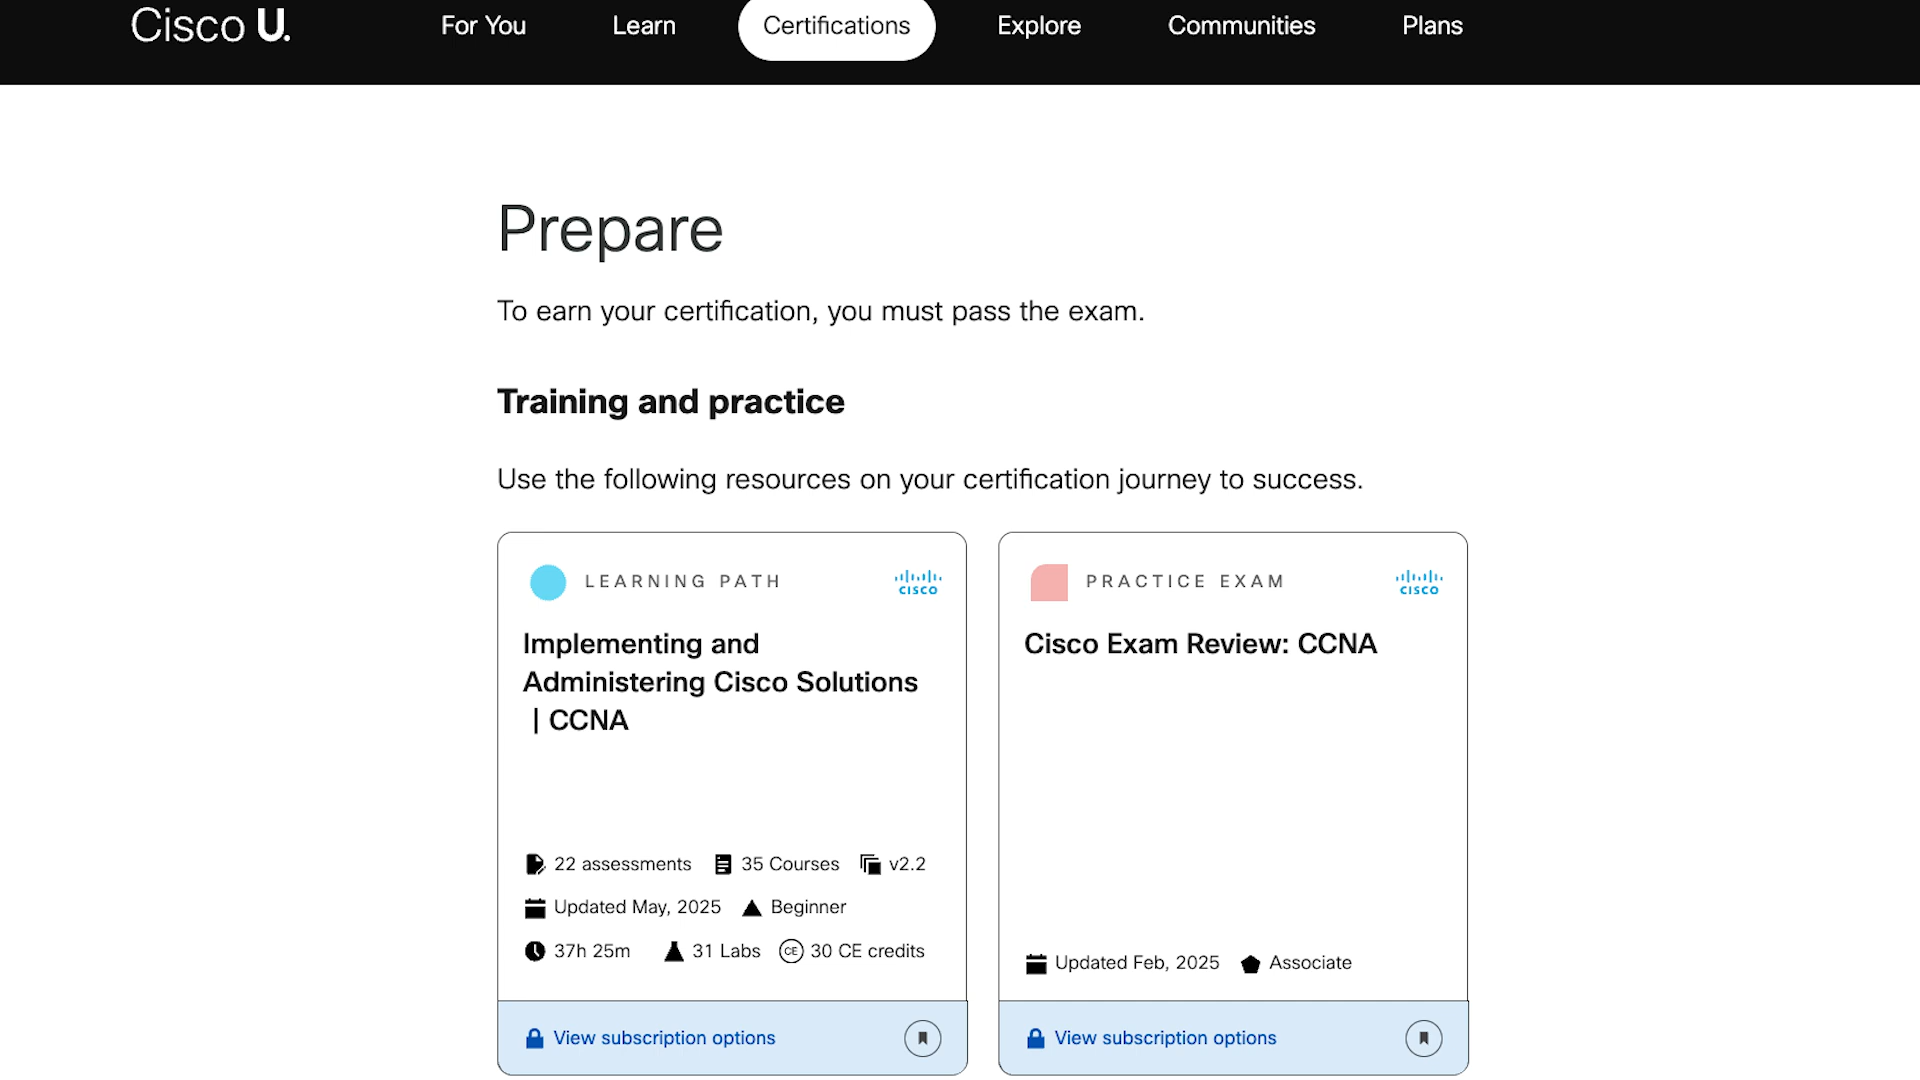 Cisco U.
For You
Learn
Certifications
Explore
Communities
Plans
Prepare
To earn your certification, you must pass the exam.
Training and practice
Use the following resources on your certification journey to success.
LEARNING PATH
CISCO
Implementing and
Administering Cisco Solutions
| CCNA
22 assessments
35 Courses
v2.2
Updated May, 2025
Beginner
37h 25m
31 Labs
CE
30 CE credits
View subscription options
PRACTICE EXAM
CISCO
Cisco Exam Review: CCNA
Updated Feb, 2025
Associate
View subscription options